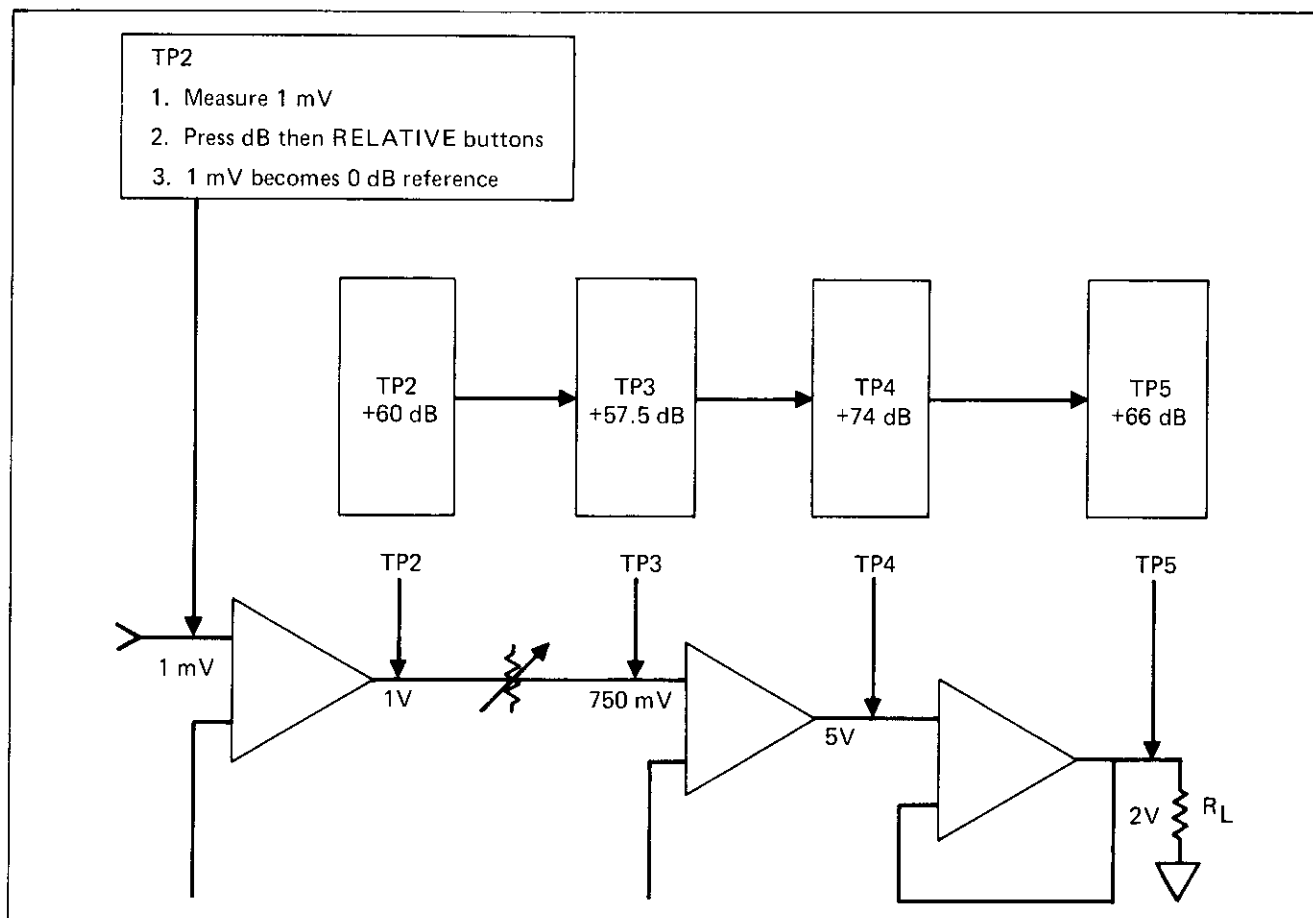 TP2
1. Measure 1 mV
2. Press dB then RELATIVE buttons
3. 1 mV becomes 0 dB reference
TP2
+60 dB
TP3
+57.5 dB
TP4
+74 dB
TP5
+66 dB
TP2
TP3
TP4
TP5
1 mV
1V
750 mV
5V
2V
RL